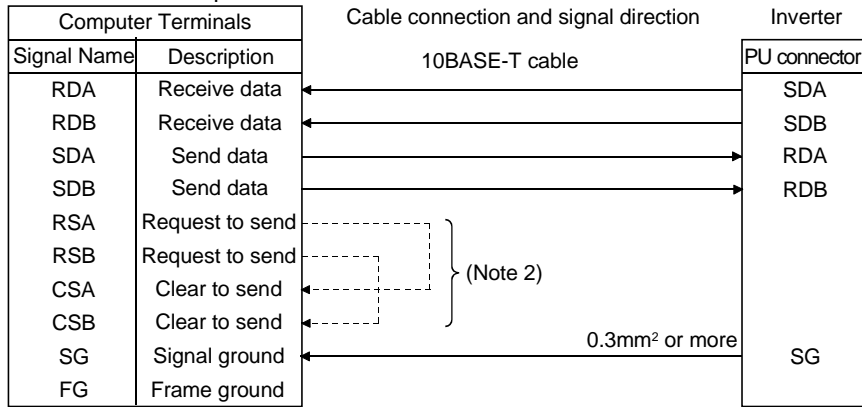 Computer Terminals Cable connection and signal direction Inverter
Signal Name Description 10BASE-T cable PU connector
RDA Receive data SDA
RDB Receive data SDB
SDA Send data RDA
SDB Send data RDB
RSA Request to send
RSB Request to send
(Note 2)
CSA Clear to send
CSB Clear to send
0.3mm² or more
SG Signal ground SG
FG Frame ground